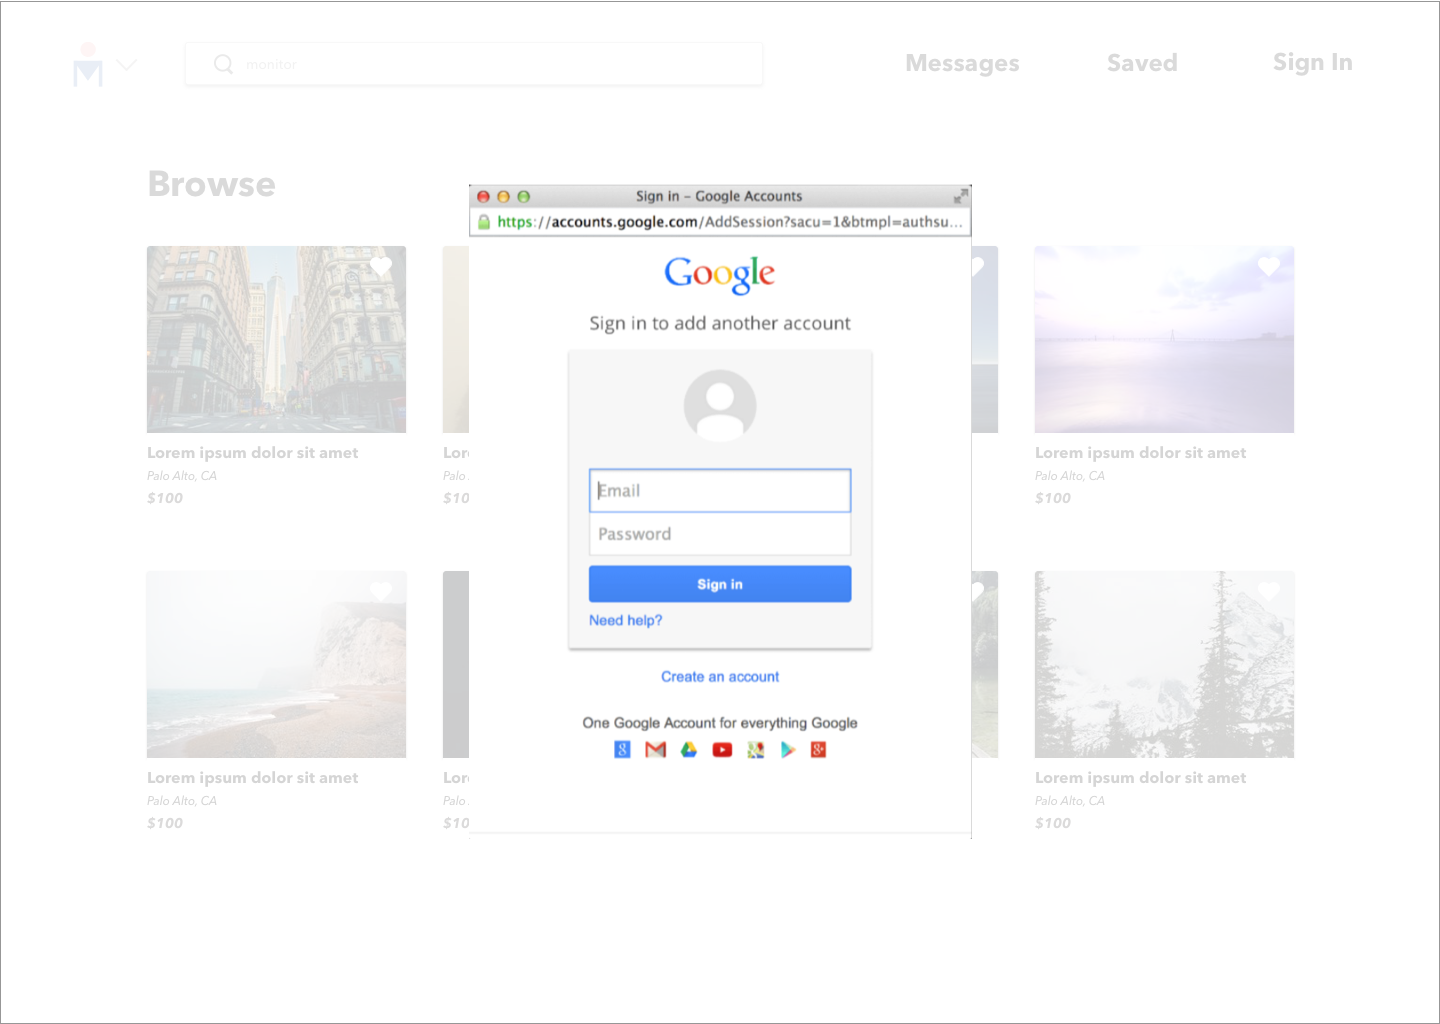 monitor
Messages
Saved
Sign In
Browse
Sign in – Google Accounts
https://accounts.google.com/AddSession?sacu=1&btmpl=authsu...
Google
Sign in to add another account
Email
Password
Sign in
Need help?
Create an account
One Google Account for everything Google
Lorem ipsum dolor sit amet
Palo Alto, CA
$100
Lore
Palo
$10
Lorem ipsum dolor sit amet
Palo Alto, CA
$100
Lorem ipsum dolor sit amet
Palo Alto, CA
$100
Lore
Palo A
$10
Lorem ipsum dolor sit amet
Palo Alto, CA
$100